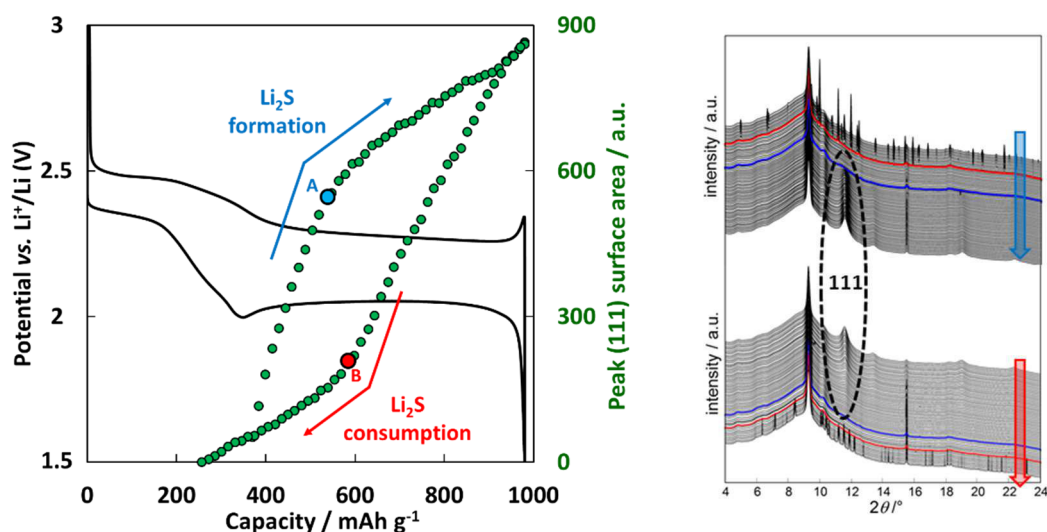 3
2.5
2
1.5
Potential vs. Li⁺/Li (V)
0 200 400 600 800 1000
Capacity / mAh g⁻¹
900
600
300
0
Peak (111) surface area / a.u.
Li₂S
formation
A
B
Li₂S
consumption
intensity / a.u.
intensity / a.u.
111
4 6 8 10 12 14 16 18 20 22 24
2θ /°